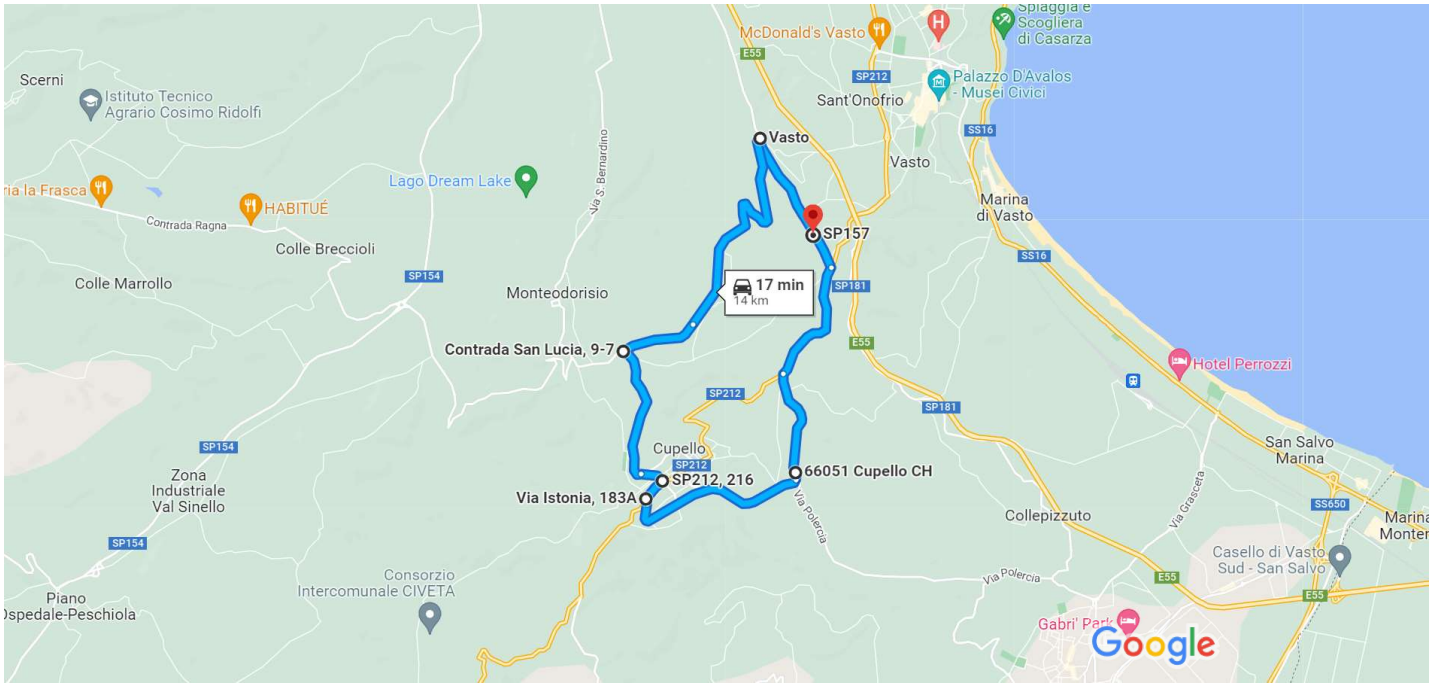 Spiaggia e
Scogliera
di Casarza
H
McDonald's Vasto
E55
Scerni
SP212
Palazzo D'Avalos
- Musei Civici
Istituto Tecnico
Agrario Cosimo Ridolfi
Sant'Onofrio
SS16
Vasto
Via S. Bernardino
Vasto
Lago Dream Lake
ria la Frasca
HABITUÉ
Marina
di Vasto
Contrada Ragna
SP157
Colle Breccioli
SS16
SP154
Colle Marrollo
17 min
14 km
SP181
Monteodorisio
E55
Contrada San Lucia, 9-7
Hotel Perrozzi
SP212
SP181
SP154
Cupello
San Salvo
Marina
SP212
SP212, 216
66051 Cupello CH
Zona
Industriale
Val Sinello
Via Istonia, 183A
Via Polercia
Via Grasceta
SS650
Collepizzuto
Marina
Monter
SP154
Casello di Vasto
Sud - San Salvo
Consorzio
Intercomunale CIVETA
Via Polercia
E55
E55
Piano
Ospedale-Peschiola
Gabri' Park
Google